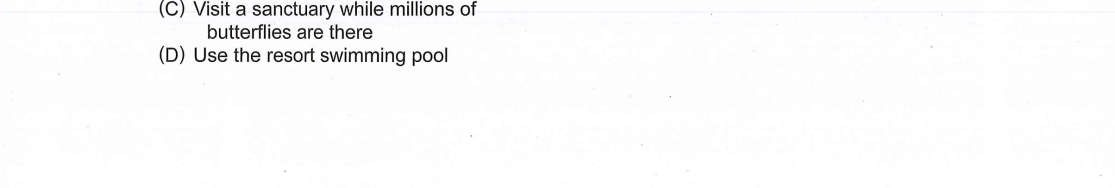 (C) Visit a sanctuary while millions of
butterflies are there
(D) Use the resort swimming pool